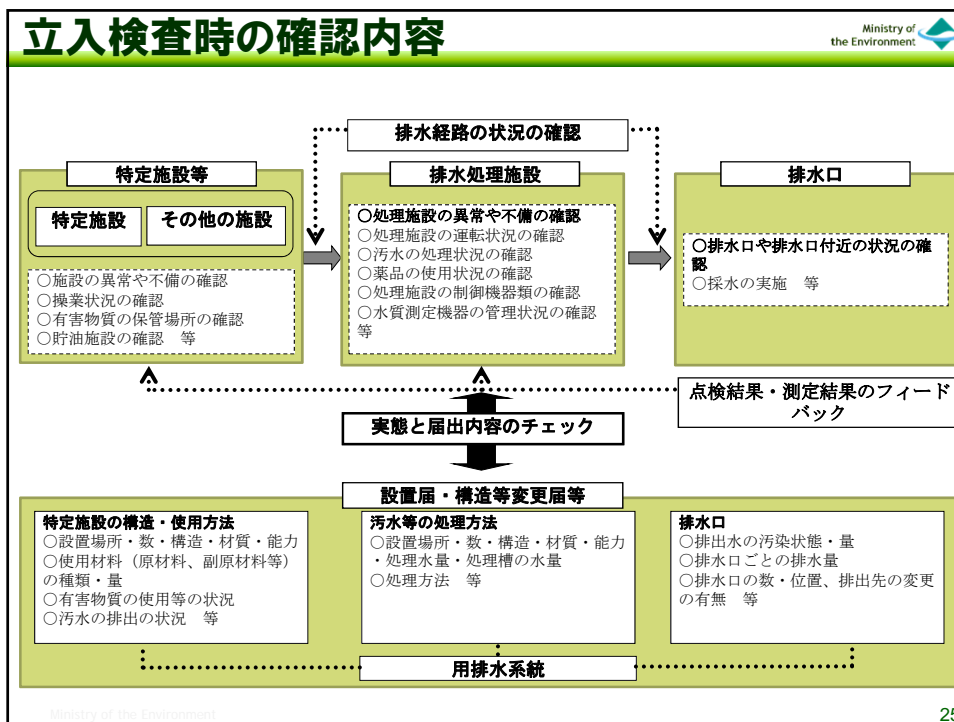 立入検査時の確認内容
Ministry of
the Environment
排水経路の状況の確認
特定施設等
排水処理施設
排水口
特定施設
その他の施設
○施設の異常や不備の確認
○操業状況の確認
○有害物質の保管場所の確認
○貯油施設の確認　等
○処理施設の異常や不備の確認
○処理施設の運転状況の確認
○汚水の処理状況の確認
○薬品の使用状況の確認
○処理施設の制御機器類の確認
○水質測定機器の管理状況の確認
等
○排水口や排水口付近の状況の確
認
○採水の実施　等
点検結果・測定結果のフィード
バック
実態と届出内容のチェック
設置届・構造等変更届等
特定施設の構造・使用方法
○設置場所・数・構造・材質・能力
○使用材料（原材料、副原材料等）
の種類・量
○有害物質の使用等の状況
○汚水の排出の状況　等
汚水等の処理方法
○設置場所・数・構造・材質・能力
・処理水量・処理槽の水量
○処理方法　等
排水口
○排出水の汚染状態・量
○排水口ごとの排水量
○排水口の数・位置、排出先の変更
の有無　等
用排水系統
Ministry of the Environment
25